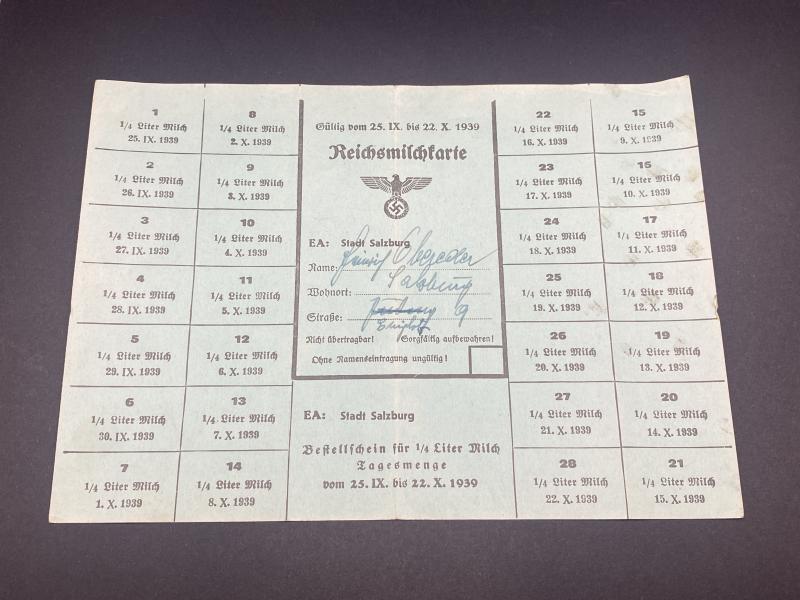 1
1/4 Liter Milch
25. IX. 1939
2
1/4 Liter Milch
26. IX. 1939
3
1/4 Liter Milch
27. IX. 1939
4
1/4 Liter Milch
28. IX. 1939
5
1/4 Liter Milch
29. IX. 1939
6
1/4 Liter Milch
30. IX. 1939
7
1/4 Liter Milch
1. X. 1939
8
1/4 Liter Milch
2. X. 1939
9
1/4 Liter Milch
3. X. 1939
10
1/4 Liter Milch
4. X. 1939
11
1/4 Liter Milch
5. X. 1939
12
1/4 Liter Milch
6. X. 1939
13
1/4 Liter Milch
7. X. 1939
14
1/4 Liter Milch
8. X. 1939
Gültig vom 25. IX. bis 22. X. 1939
Reichsmilchkarte
EA: Stadt Salzburg
Name:
Wohnort: Salzburg
Straße:
Nicht übertragbar! Sorgfältig aufbewahren!
Ohne Namenseintragung ungültig!
EA: Stadt Salzburg
Bestellschein für 1/4 Liter Milch
Tagesmenge
vom 25. IX. bis 22. X. 1939
22
1/4 Liter Milch
16. X. 1939
23
1/4 Liter Milch
17. X. 1939
24
1/4 Liter Milch
18. X. 1939
25
1/4 Liter Milch
19. X. 1939
26
1/4 Liter Milch
20. X. 1939
27
1/4 Liter Milch
21. X. 1939
28
1/4 Liter Milch
22. X. 1939
15
1/4 Liter Milch
9. X. 1939
15
1/4 Liter Milch
10. X. 1939
17
1/4 Liter Milch
11. X. 1939
18
1/4 Liter Milch
12. X. 1939
19
1/4 Liter Milch
13. X. 1939
20
1/4 Liter Milch
14. X. 1939
21
1/4 Liter Milch
15. X. 1939